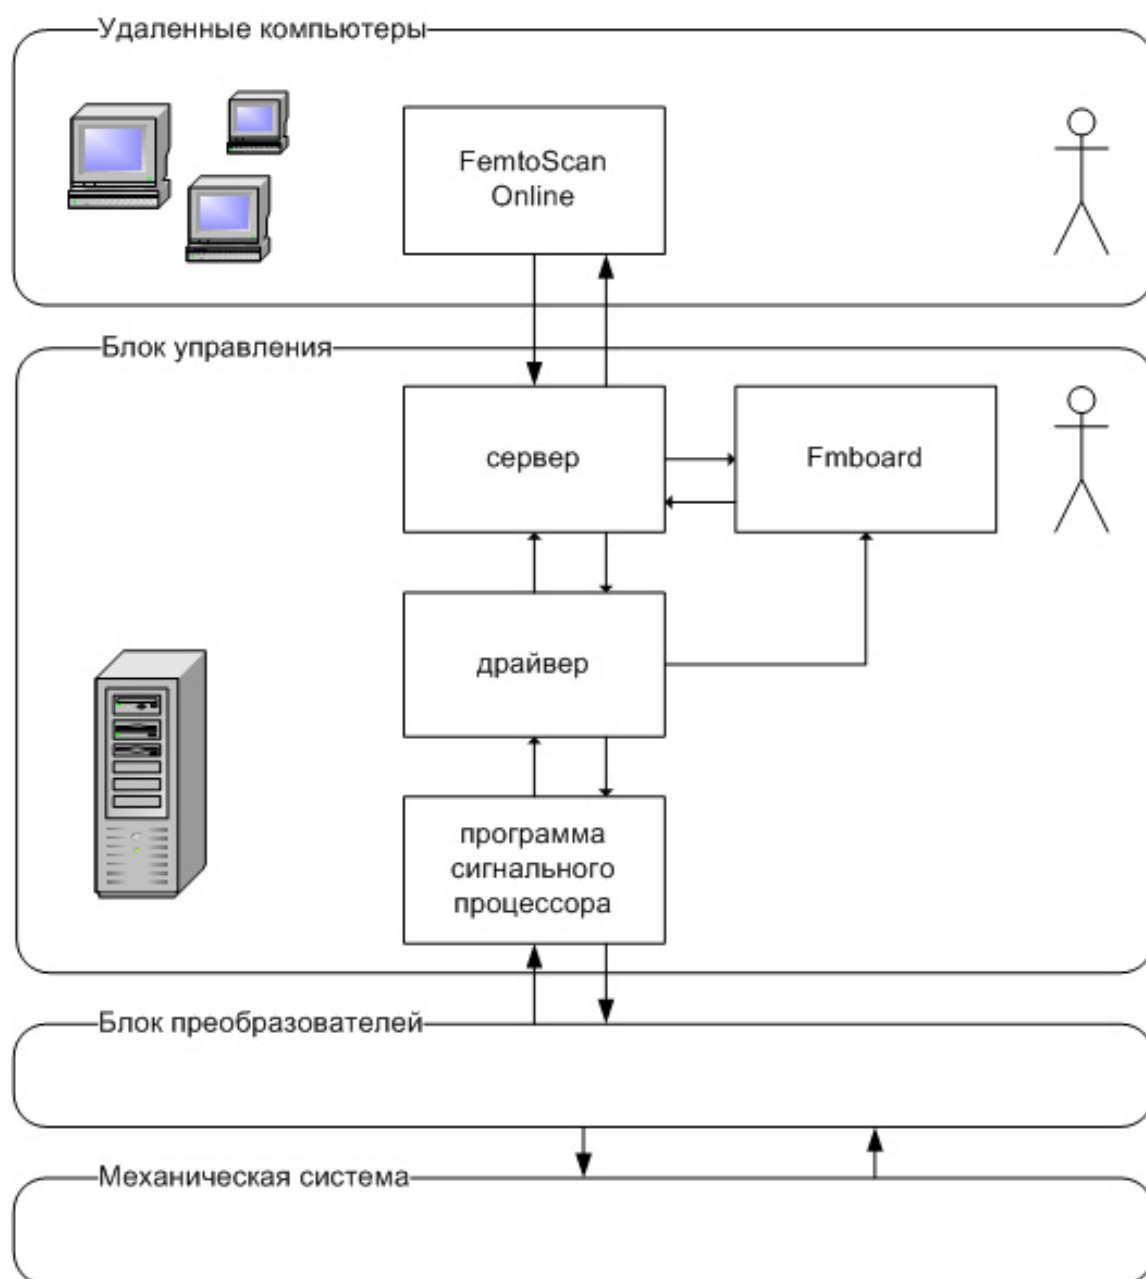 Удаленные компьютеры
FemtoScan
Online
Блок управления
сервер
Fmboard
драйвер
программа
сигнального
процессора
Блок преобразователей
Механическая система